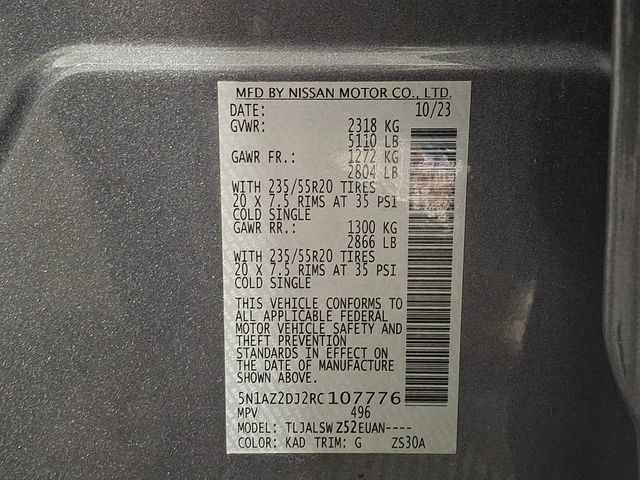 MFD BY NISSAN MOTOR CO., LTD.
DATE: 10/23
GVWR: 2318 KG
5110 LB
GAWR FR.: 1272 KG
2804 LB
WITH 235/55R20 TIRES
20 X 7.5 RIMS AT 35 PSI
COLD SINGLE
GAWR RR.: 1300 KG
2866 LB
WITH 235/55R20 TIRES
20 X 7.5 RIMS AT 35 PSI
COLD SINGLE
THIS VEHICLE CONFORMS TO
ALL APPLICABLE FEDERAL
MOTOR VEHICLE SAFETY AND
THEFT PREVENTION
STANDARDS IN EFFECT ON
THE DATE OF MANUFACTURE
SHOWN ABOVE.
5N1AZ2DJ2RC107776
MPV 496
MODEL: TLJALSWZ52EUAN----
COLOR: KAD TRIM: G ZS30A